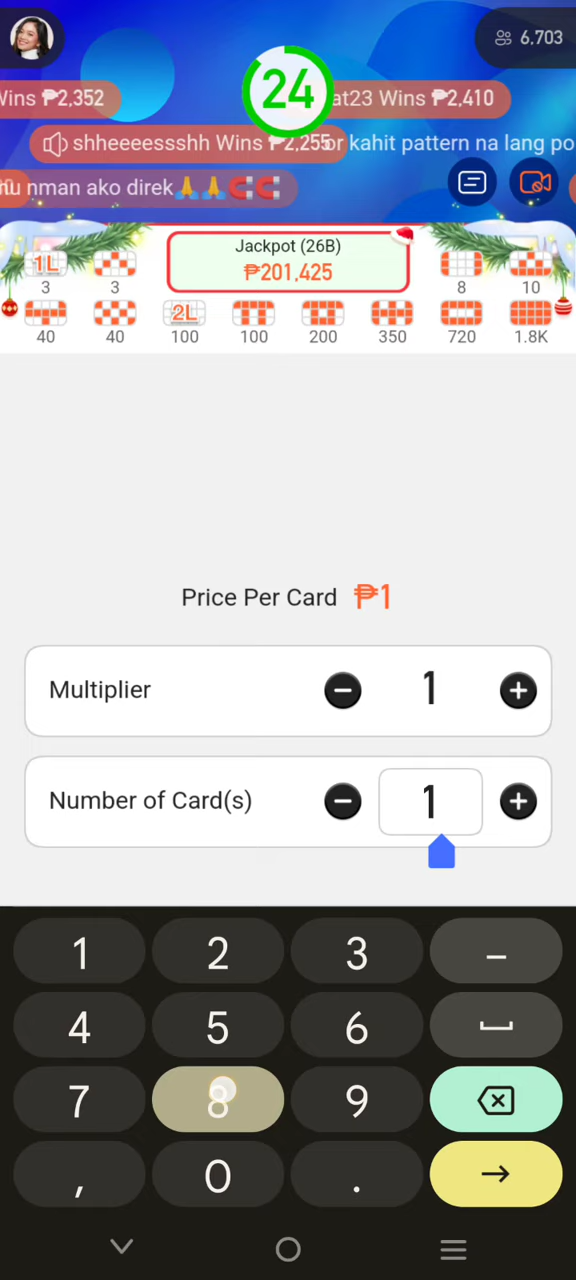 6.703
24
Wins ₱2,352
at23 Wins ₱2,410
shheeeessshh Wins ₱2,255
or kahit pattern na lang po
nu nman ako direk🙏🙏🧲🧲
Jackpot (26B)
₱201,425
1L
3
3
8
10
2L
40
40
100
100
200
350
720
1.8K
Price Per Card ₱1
Multiplier
1
Number of Card(s)
1
1 2 3 –
4 5 6
7 8 9
, 0 . →